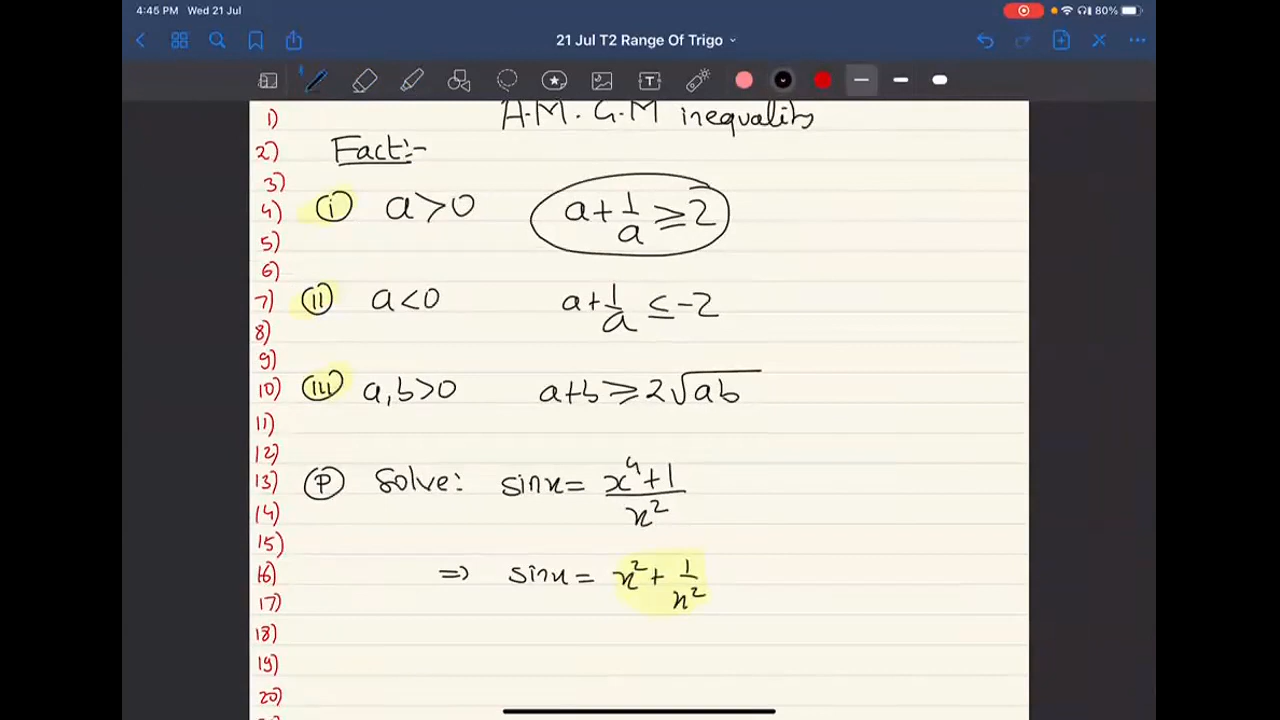 4:45 PM Wed 21 Jul 80%
21 Jul T2 Range Of Trigo
1) A.M. G.M inequality
2) Fact:-
3)
4) (i) a>0 a+1/a ≥2
5)
6)
7) (ii) a<0 a+1/a ≤-2
8)
9)
10) (iii) a,b>0 a+b≥2√ab
11)
12)
13) (P) Solve: sinx= x⁴+1/x²
14)
15)
16) => sinx= x²+1/x²
17)
18)
19)
20)